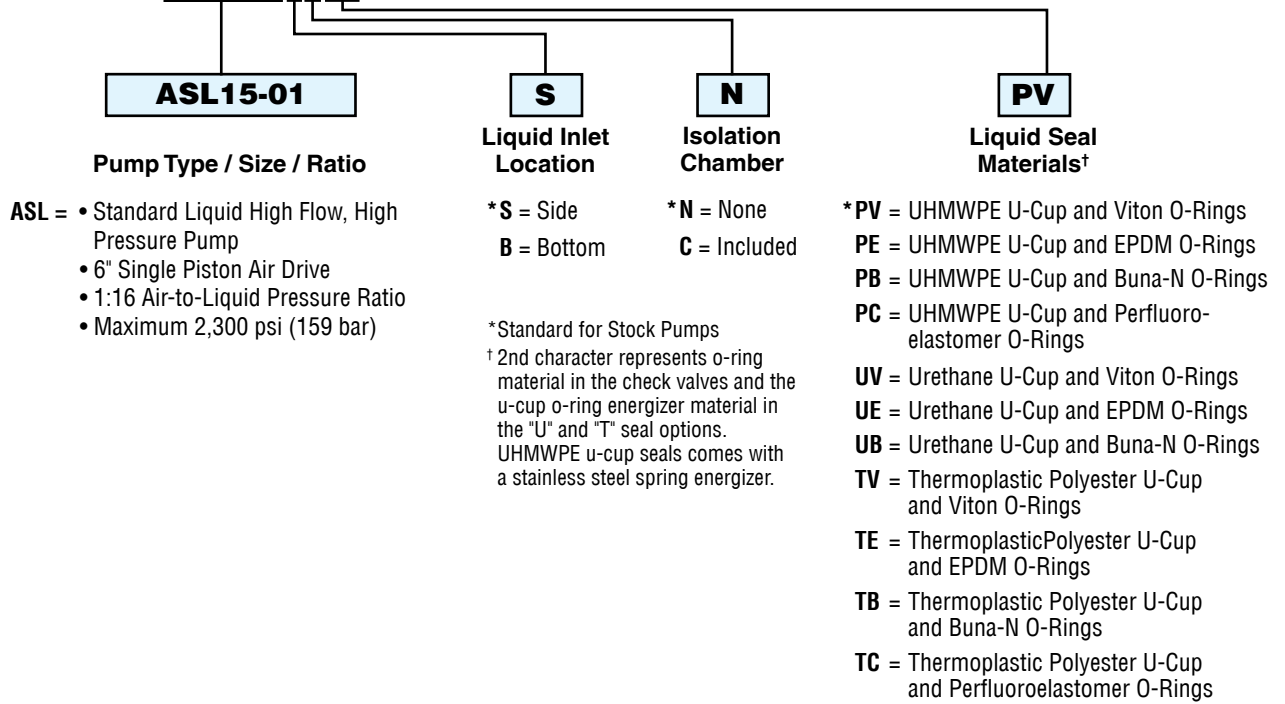 ASL15-01
S
N
PV
Pump Type / Size / Ratio
Liquid Inlet
Location
Isolation
Chamber
Liquid Seal
Materials†
ASL = • Standard Liquid High Flow, High
Pressure Pump
• 6" Single Piston Air Drive
• 1:16 Air-to-Liquid Pressure Ratio
• Maximum 2,300 psi (159 bar)
*S = Side
B = Bottom
*N = None
C = Included
*Standard for Stock Pumps
† 2nd character represents o-ring
material in the check valves and the
u-cup o-ring energizer material in
the "U" and "T" seal options.
UHMWPE u-cup seals comes with
a stainless steel spring energizer.
*PV = UHMWPE U-Cup and Viton O-Rings
PE = UHMWPE U-Cup and EPDM O-Rings
PB = UHMWPE U-Cup and Buna-N O-Rings
PC = UHMWPE U-Cup and Perfluoro-
elastomer O-Rings
UV = Urethane U-Cup and Viton O-Rings
UE = Urethane U-Cup and EPDM O-Rings
UB = Urethane U-Cup and Buna-N O-Rings
TV = Thermoplastic Polyester U-Cup
and Viton O-Rings
TE = ThermoplasticPolyester U-Cup
and EPDM O-Rings
TB = Thermoplastic Polyester U-Cup
and Buna-N O-Rings
TC = Thermoplastic Polyester U-Cup
and Perfluoroelastomer O-Rings